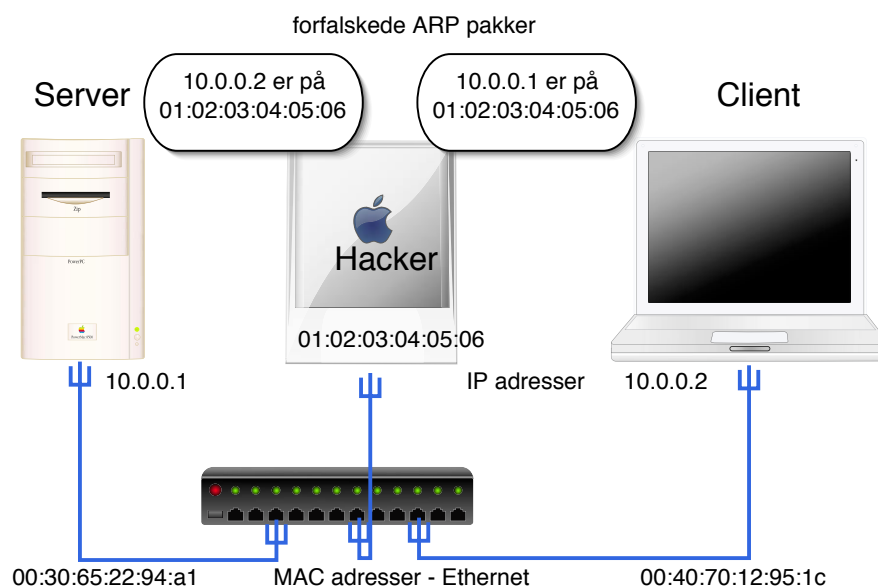 forfalskede ARP pakker
Server
10.0.0.2 er på
01:02:03:04:05:06
10.0.0.1 er på
01:02:03:04:05:06
Client
Zip
PowerPC
Hacker
01:02:03:04:05:06
10.0.0.1
IP adresser
10.0.0.2
00:30:65:22:94:a1
MAC adresser - Ethernet
00:40:70:12:95:1c